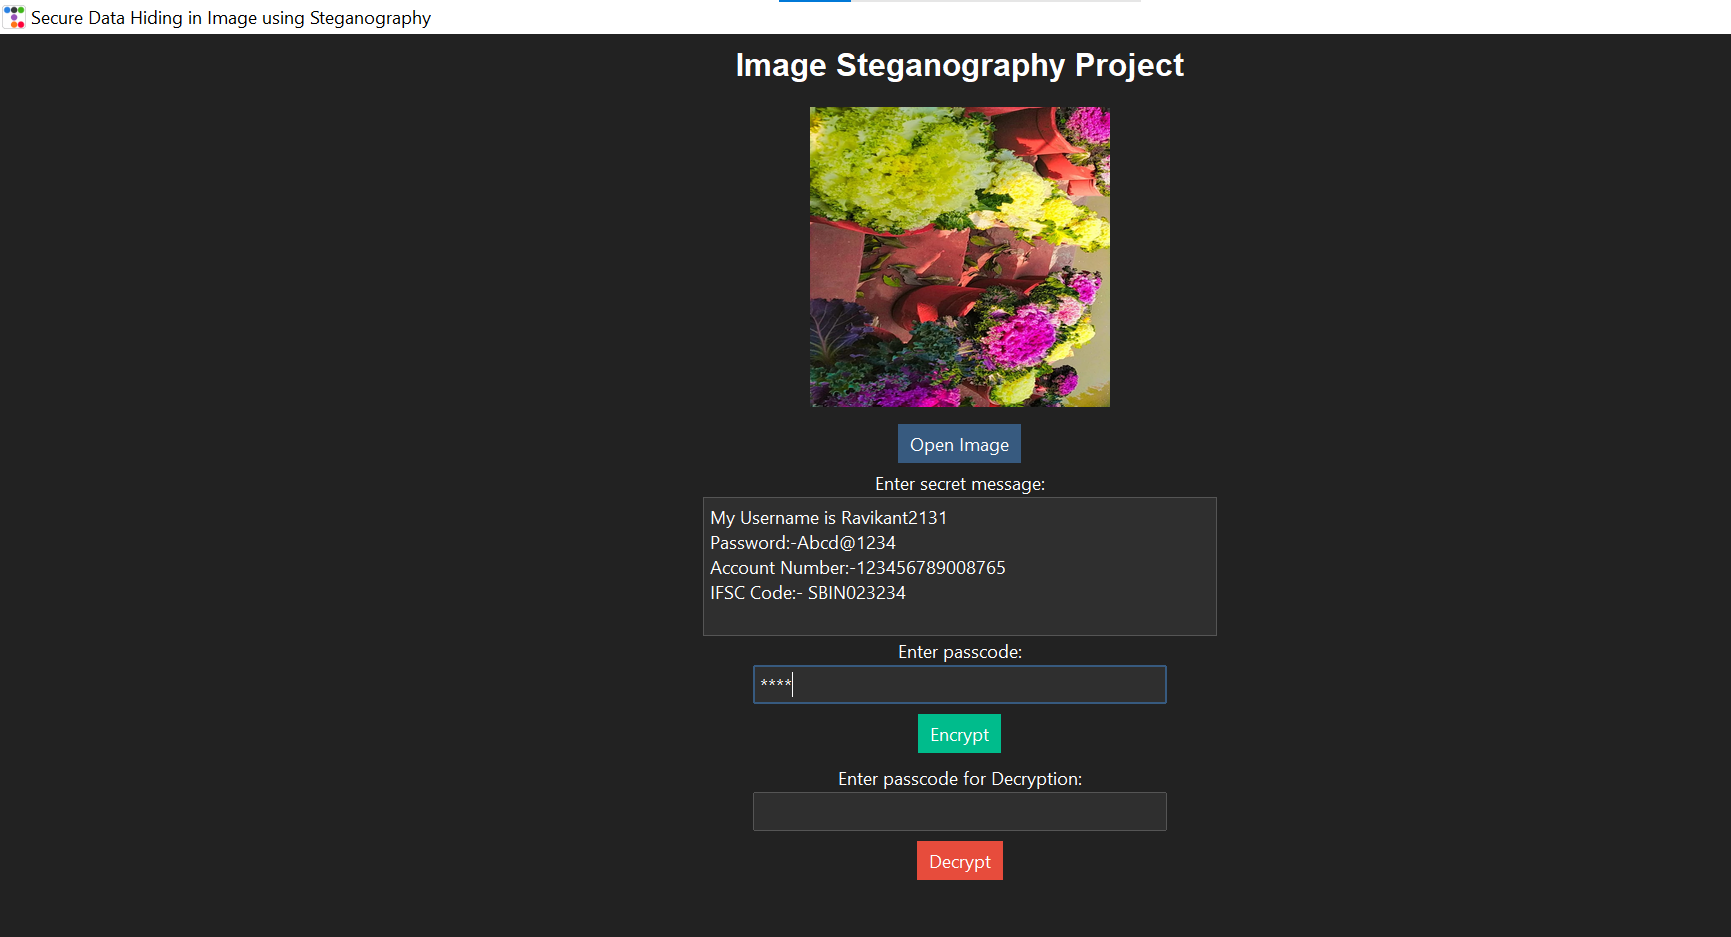 Secure Data Hiding in Image using Steganography
Image Steganography Project
Open Image
Enter secret message:
My Username is Ravikant2131
Password:-Abcd@1234
Account Number:-123456789008765
IFSC Code:- SBIN023234
Enter passcode:
****
Encrypt
Enter passcode for Decryption:
Decrypt